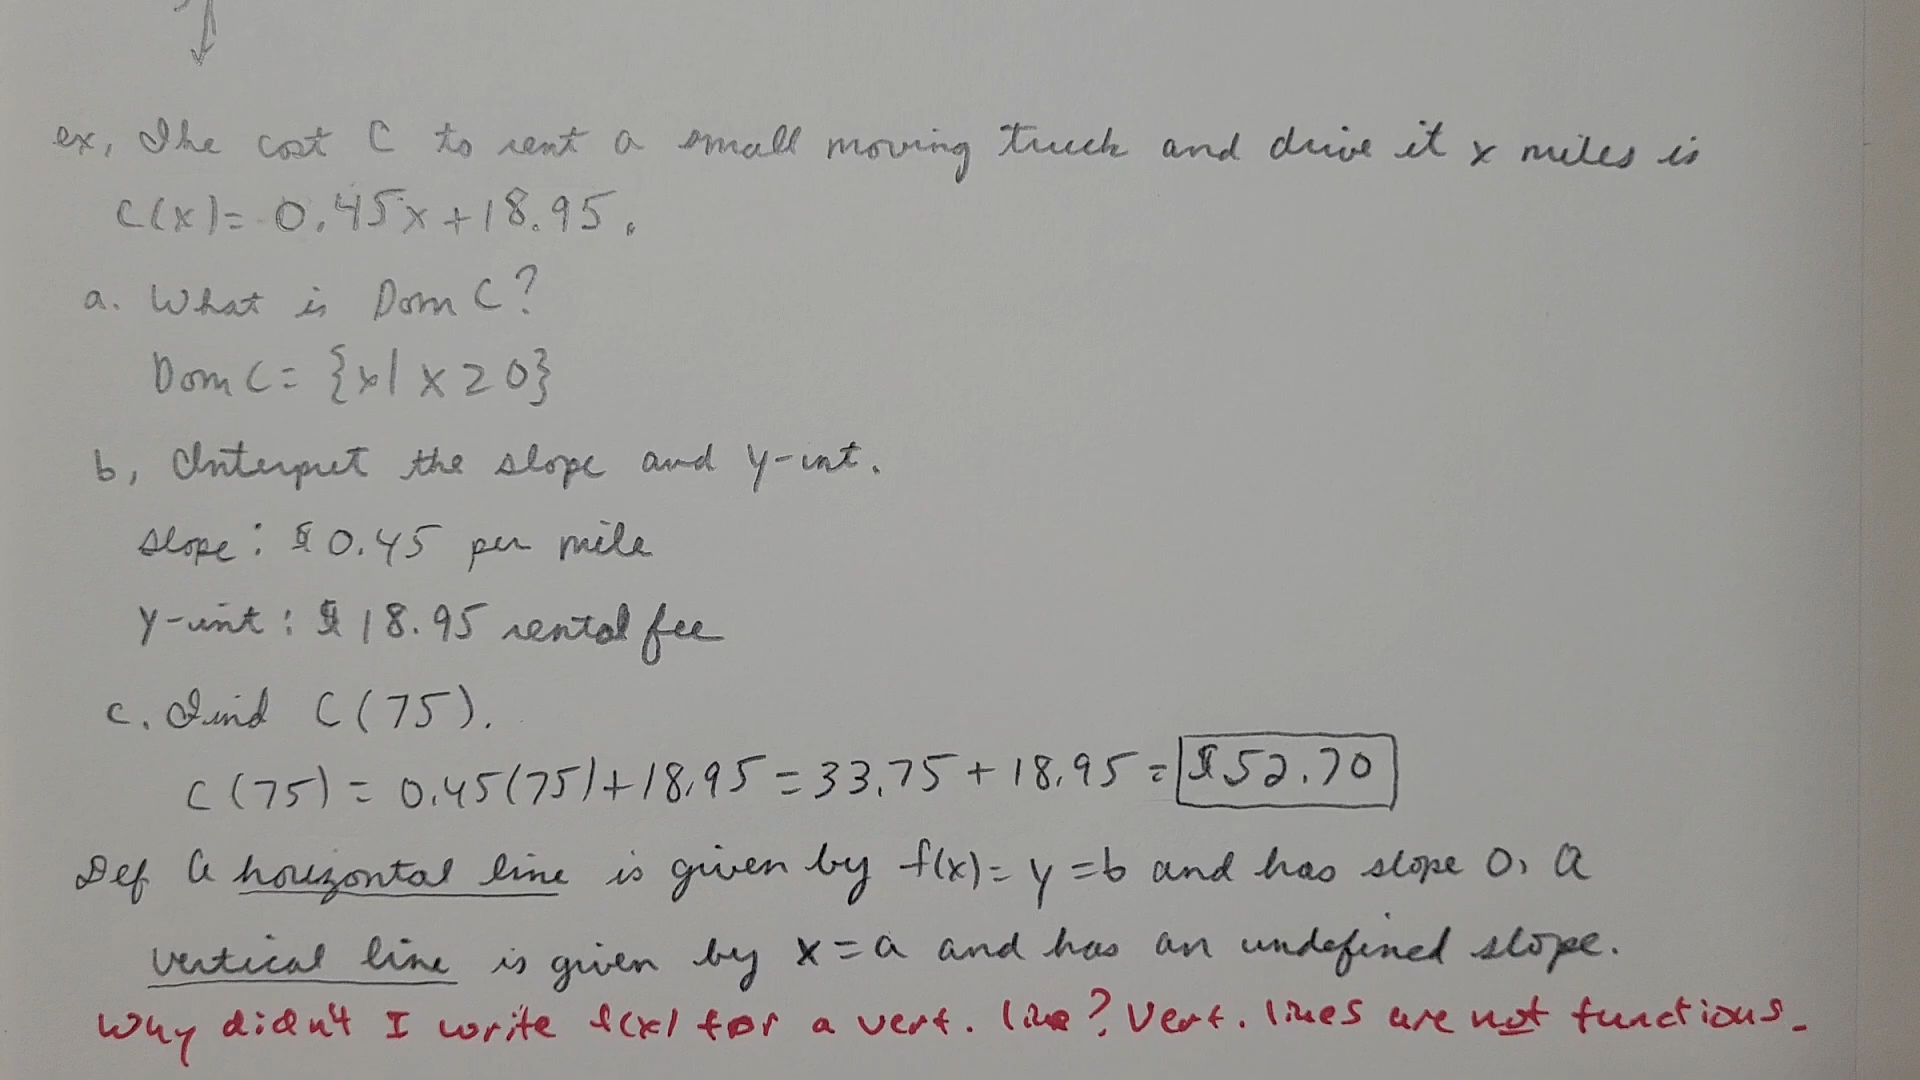 ex. The cost C to rent a small moving truck and drive it x miles is
C(x)= 0.45x+18.95.
a. What is Dom C?
Dom C= {x| x≥0}
b. Interpret the slope and y-int.
slope: $0.45 per mile
y-int: $18.95 rental fee
c. Find C(75).
C(75)= 0.45(75)+18.95=33.75+18.95= $52.70
Def A horizontal line is given by f(x)=y=b and has slope 0. A
vertical line is given by x=a and has an undefined slope.
Why didn't I write f(x) for a vert. line? Vert. lines are not functions.